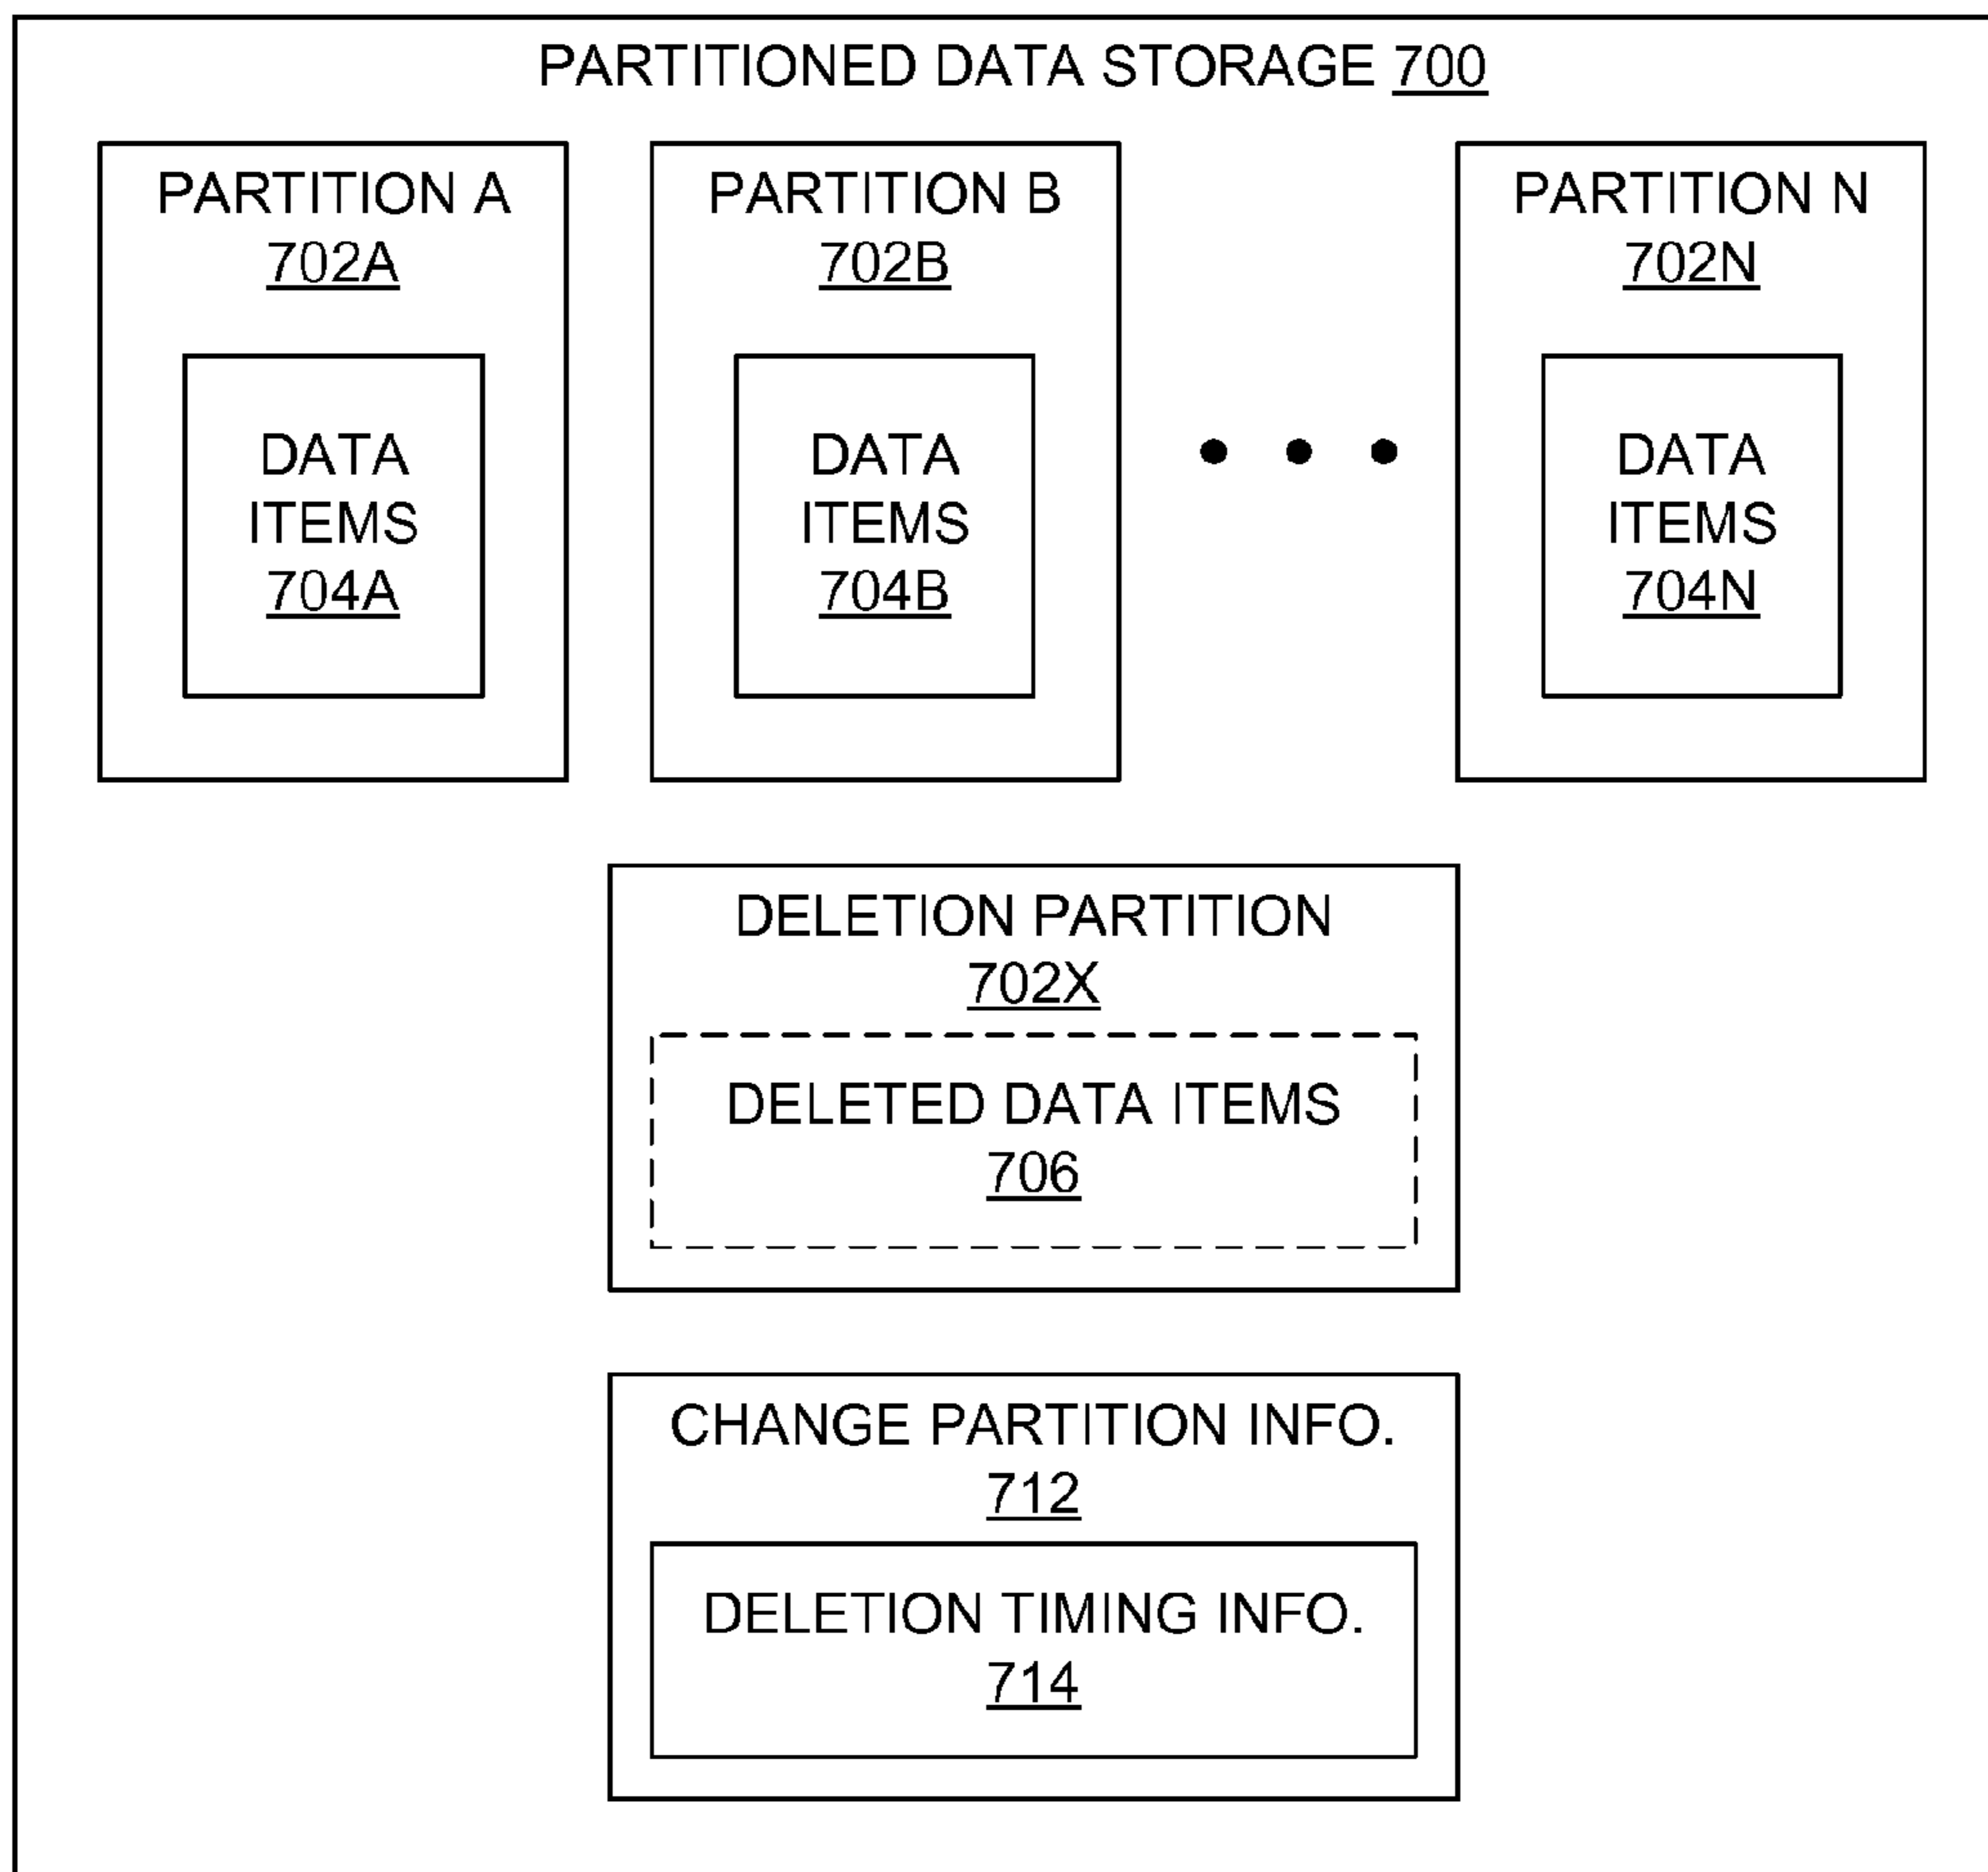 PARTITIONED DATA STORAGE 700
PARTITION A
702A
DATA
ITEMS
704A
PARTITION B
702B
DATA
ITEMS
704B
PARTITION N
702N
DATA
ITEMS
704N
DELETION PARTITION
702X
DELETED DATA ITEMS
706
CHANGE PARTITION INFO.
712
DELETION TIMING INFO.
714